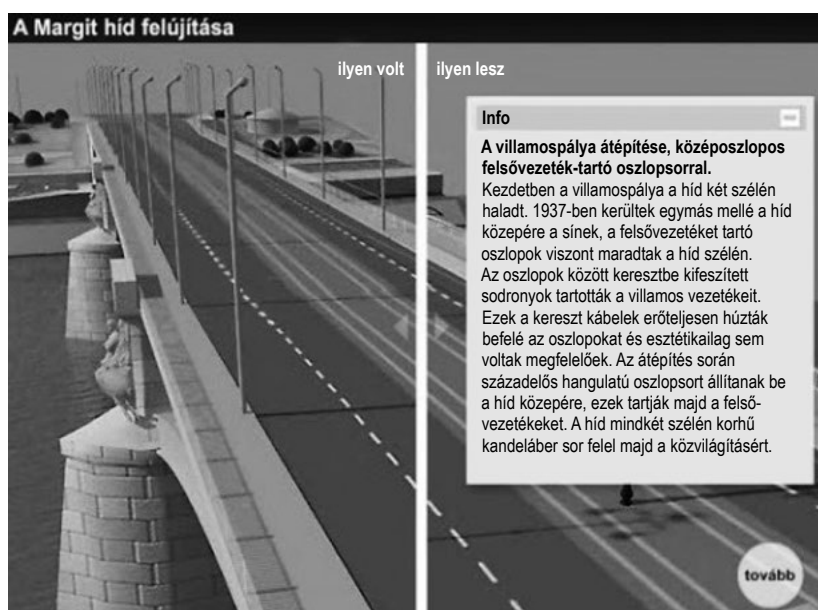 A Margit híd felújítása
ilyen volt
ilyen lesz
Info
A villamospálya átépítése, középoszlopos
felsővezeték-tartó oszlopsorral.
Kezdetben a villamospálya a híd két szélén
haladt. 1937-ben kerültek egymás mellé a híd
közepére a sínek, a felsővezetéket tartó
oszlopok viszont maradtak a híd szélén.
Az oszlopok között keresztbe kifeszített
sodronyok tartották a villamos vezetékeit.
Ezek a kereszt kábelek erőteljesen húzták
befelé az oszlopokat és esztétikailag sem
voltak megfelelőek. Az átépítés során
századelős hangulatú oszlopsort állítanak be
a híd közepére, ezek tartják majd a felső-
vezetékeket. A híd mindkét szélén korhű
kandeláber sor felel majd a közvilágításért.
tovább